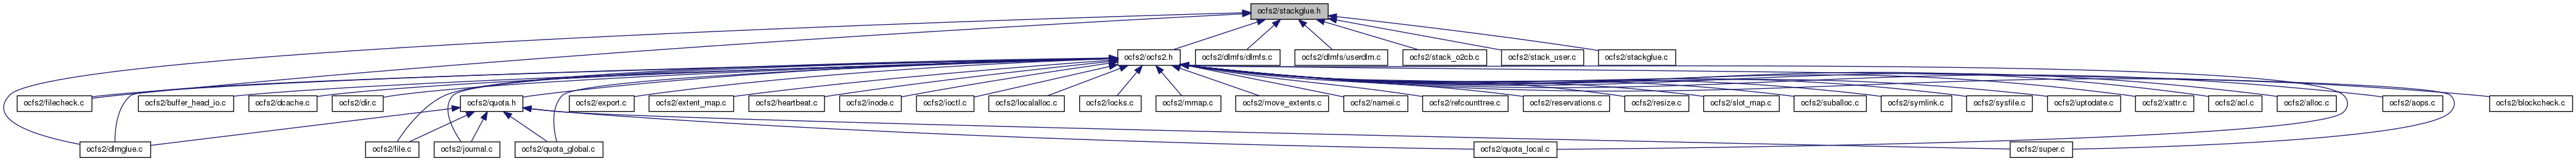 ocfs2/stackglue.h
ocfs2/ocfs2.h
ocfs2/dlmfs/dlmfs.c
ocfs2/dlmfs/userdlm.c
ocfs2/stack_o2cb.c
ocfs2/stack_user.c
ocfs2/stackglue.c
ocfs2/filecheck.c
ocfs2/buffer_head_io.c
ocfs2/dcache.c
ocfs2/dir.c
ocfs2/quota.h
ocfs2/export.c
ocfs2/extent_map.c
ocfs2/heartbeat.c
ocfs2/inode.c
ocfs2/ioctl.c
ocfs2/localalloc.c
ocfs2/locks.c
ocfs2/mmap.c
ocfs2/move_extents.c
ocfs2/namei.c
ocfs2/refcounttree.c
ocfs2/reservations.c
ocfs2/resize.c
ocfs2/slot_map.c
ocfs2/suballoc.c
ocfs2/symlink.c
ocfs2/sysfile.c
ocfs2/uptodate.c
ocfs2/xattr.c
ocfs2/acl.c
ocfs2/alloc.c
ocfs2/aops.c
ocfs2/blockcheck.c
ocfs2/dlmglue.c
ocfs2/file.c
ocfs2/journal.c
ocfs2/quota_global.c
ocfs2/quota_local.c
ocfs2/super.c